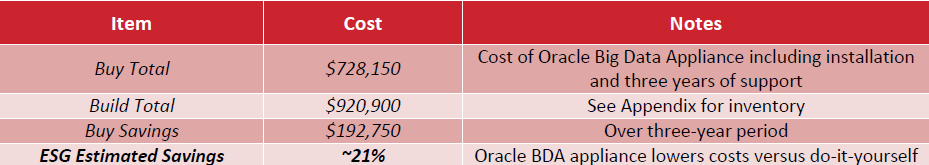 Item Cost Notes
Buy Total $728,150 Cost of Oracle Big Data Appliance including installation
and three years of support
Build Total $920,900 See Appendix for inventory
Buy Savings $192,750 Over three-year period
ESG Estimated Savings ~21% Oracle BDA appliance lowers costs versus do-it-yourself